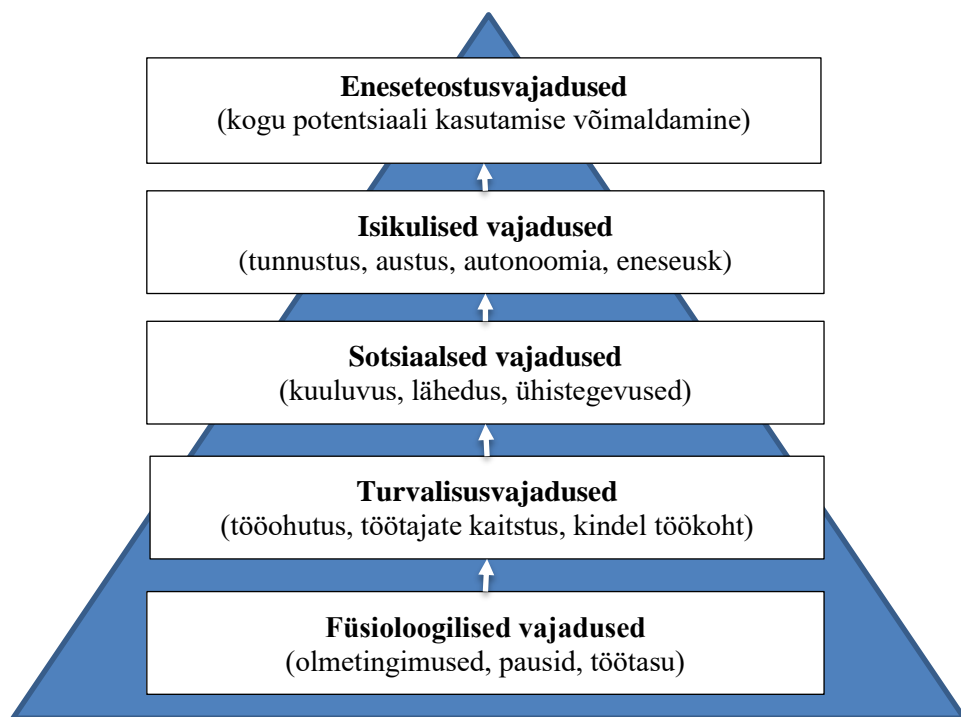 Eneseteostusvajadused
(kogu potentsiaali kasutamise võimaldamine)
Isikulised vajadused
(tunnustus, austus, autonoomia, eneseusk)
Sotsiaalsed vajadused
(kuuluvus, lähedus, ühistegevused)
Turvalisusvajadused
(tööohutus, töötajate kaitstus, kindel töökoht)
Füsioloogilised vajadused
(olmetingimused, pausid, töötasu)